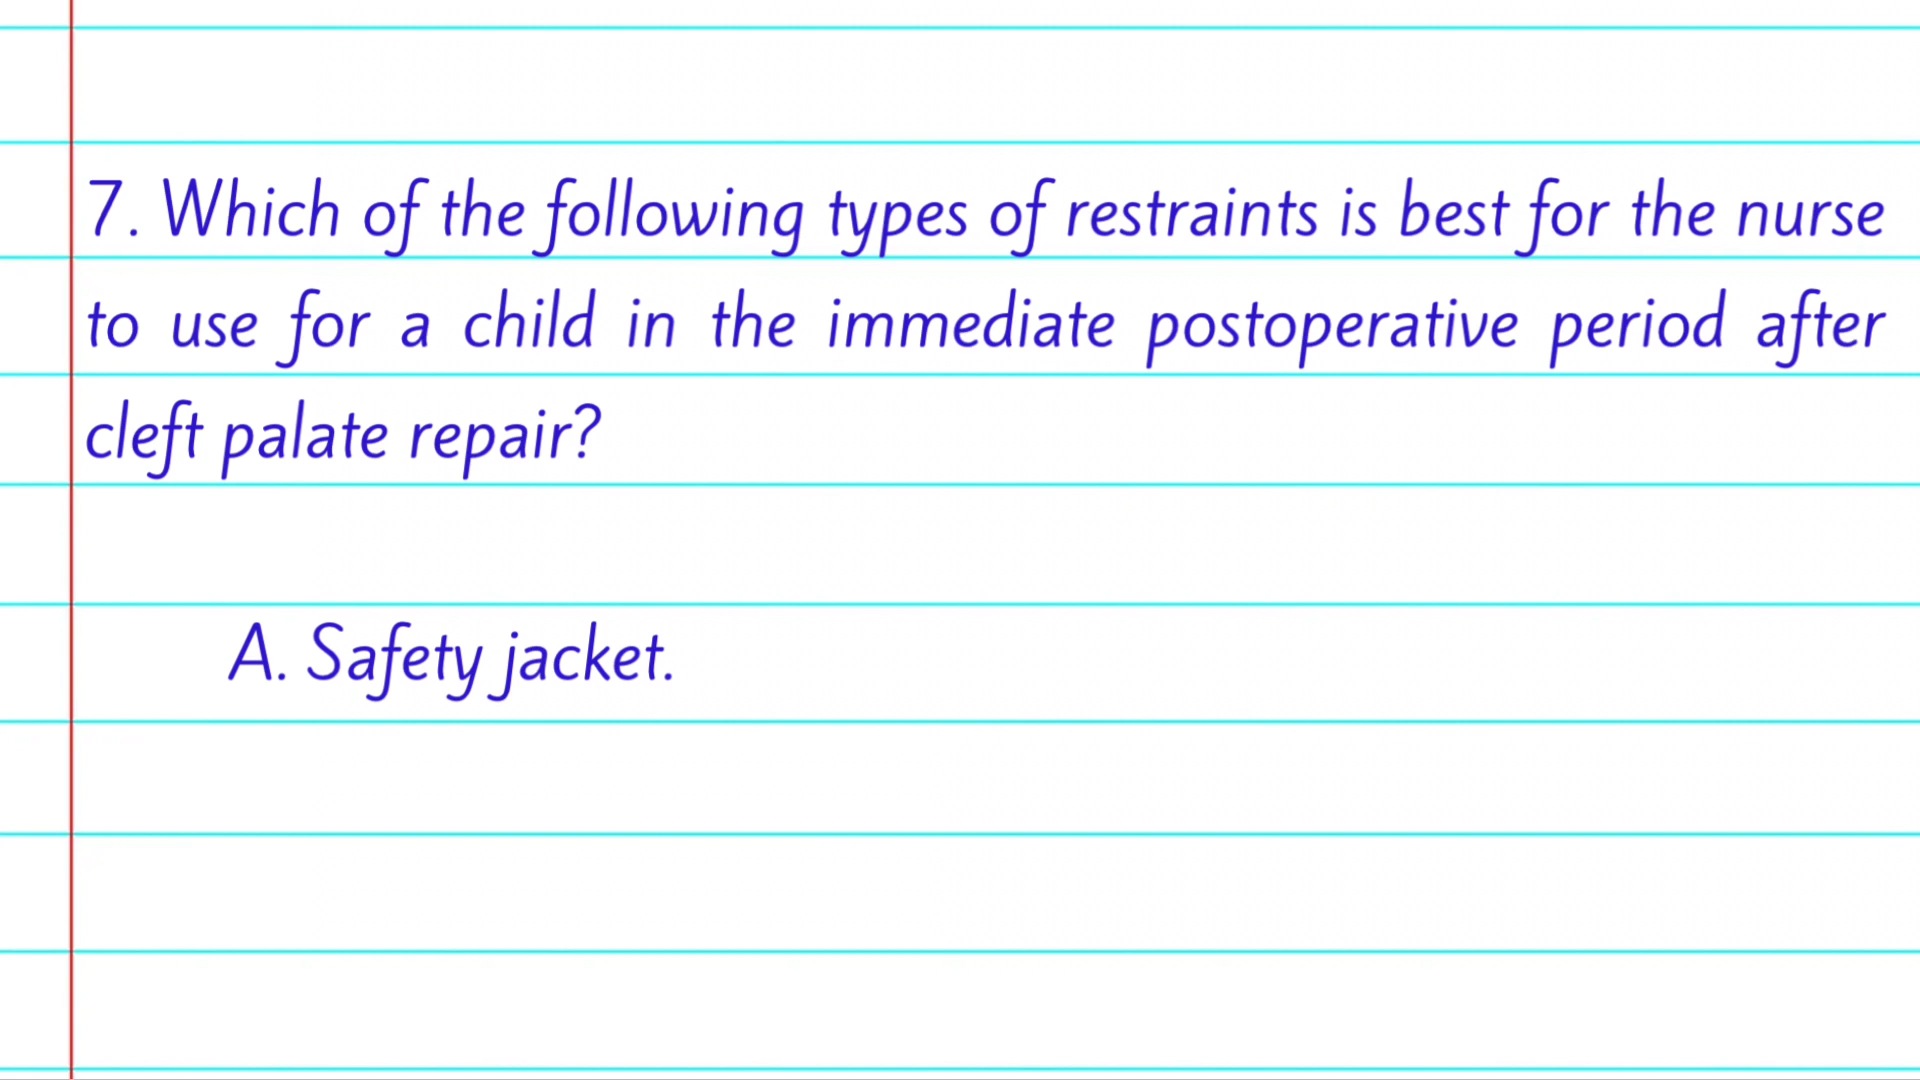 7. Which of the following types of restraints is best for the nurse
to use for a child in the immediate postoperative period after
cleft palate repair?
A. Safety jacket.